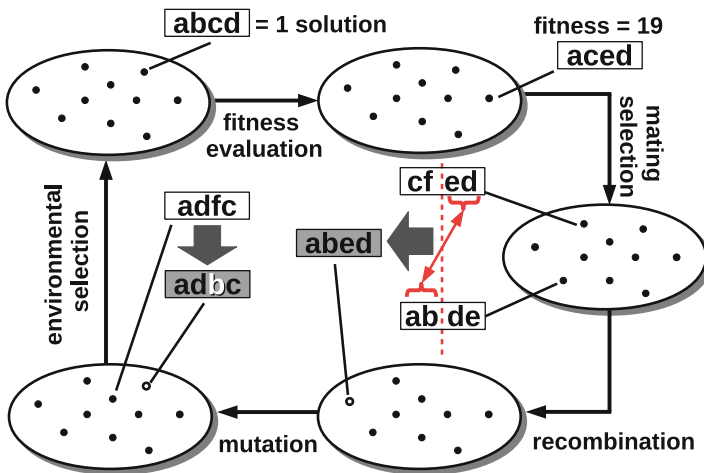 abcd = 1 solution
fitness = 19
aced
fitness
evaluation
mating
selection
cf ed
adfc
abed
adbc
environmental
selection
ab de
mutation
recombination